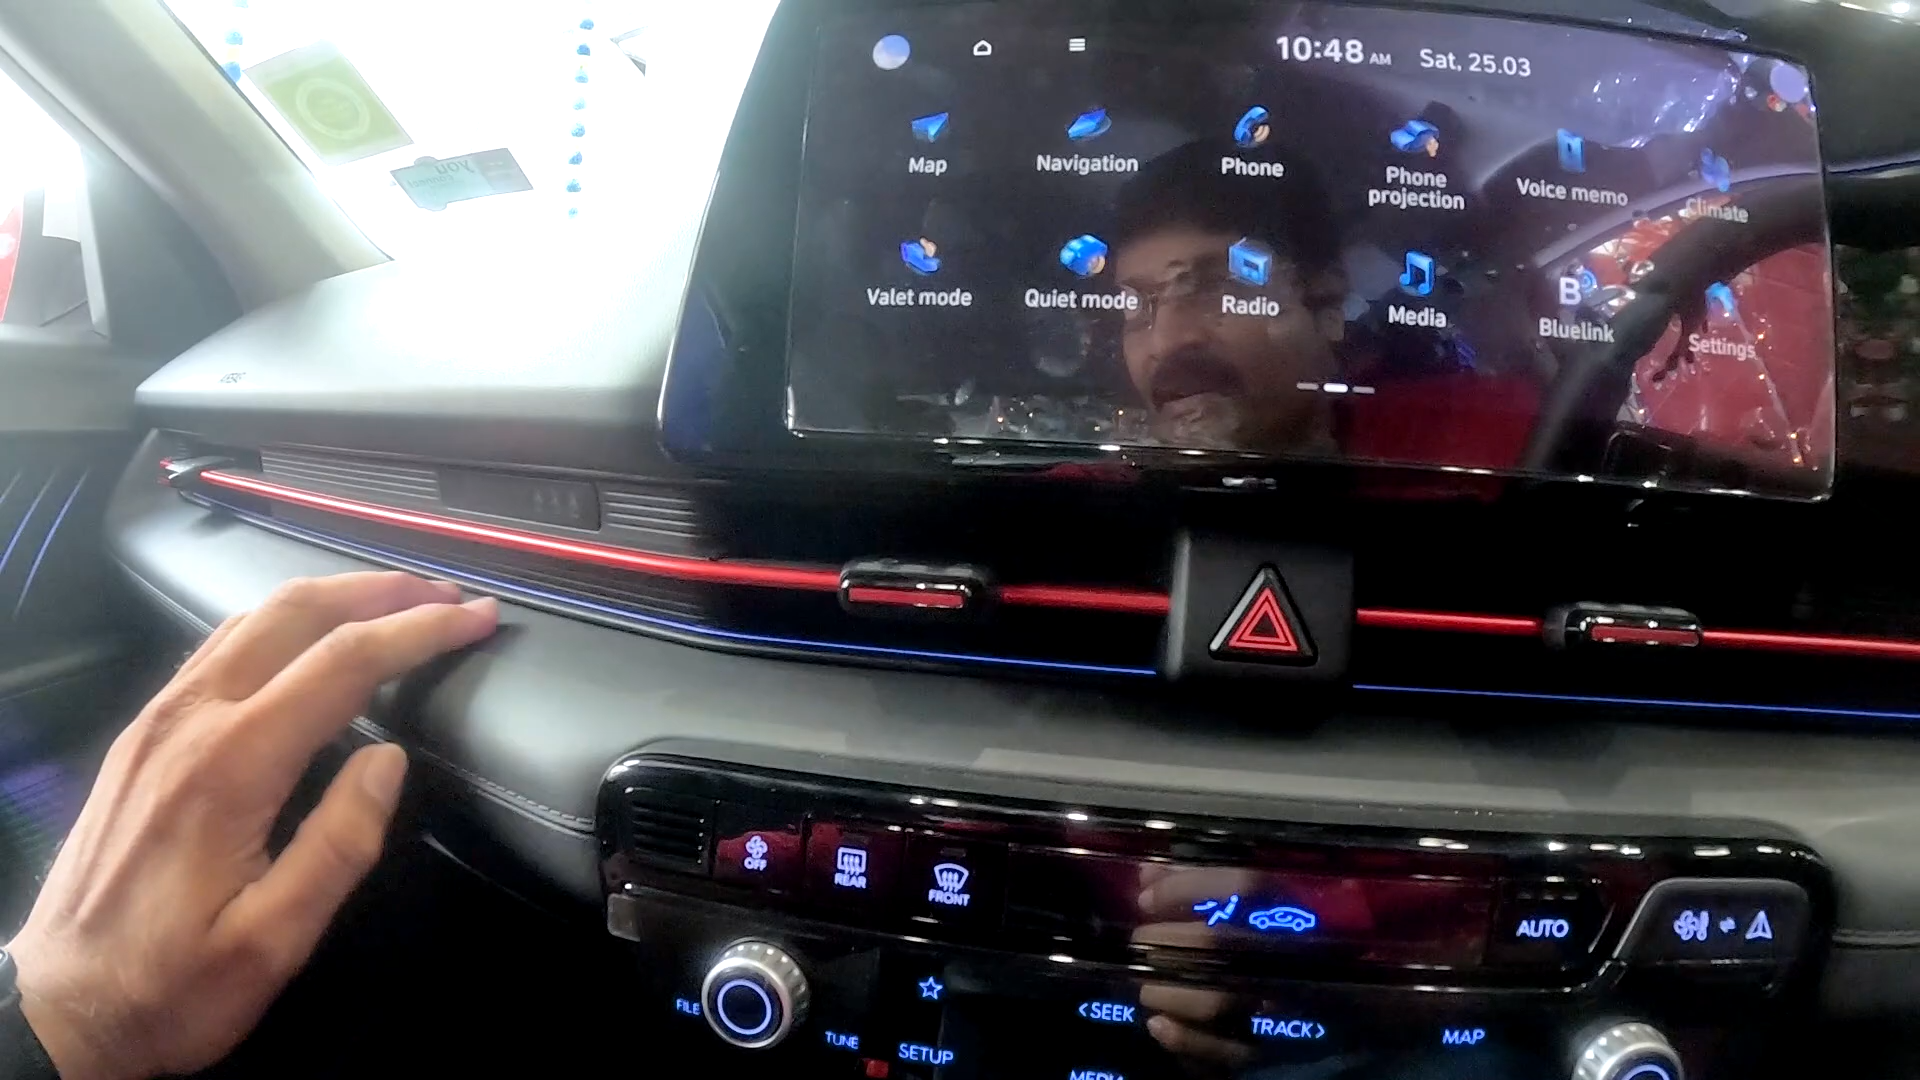 10:48 AM Sat, 25.03
Map
Navigation
Phone
Phone
projection
Voice memo
Climate
Valet mode
Quiet mode
Radio
Media
B
Bluelink
Settings
OFF
REAR
FRONT
AUTO
FILE
TUNE
SETUP
<SEEK
TRACK>
MAP
MEDIA